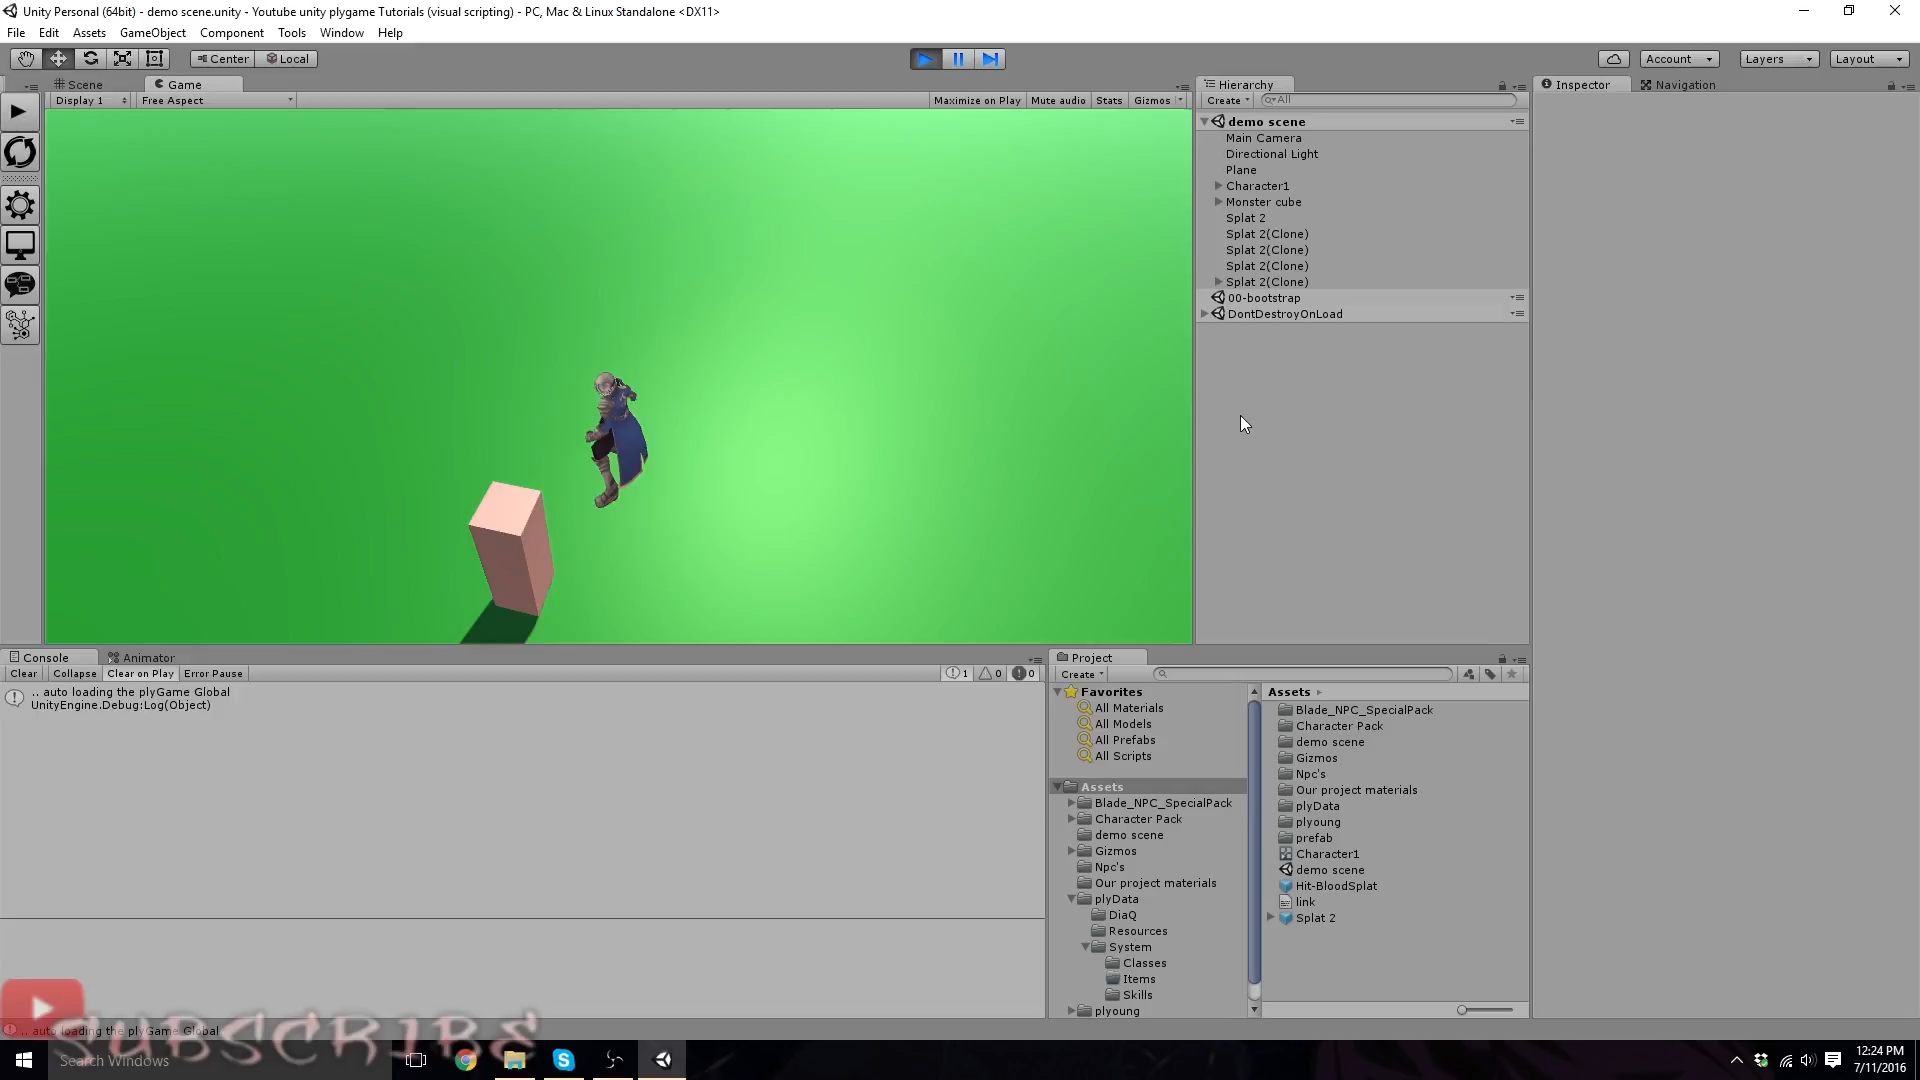 Unity Personal (64bit) - demo scene.unity - Youtube unity plygame Tutorials (visual scripting) - PC, Mac & Linux Standalone <DX11>
File Edit Assets GameObject Component Tools Window Help
Center Local Account Layers Layout
Scene Game
Display 1 Free Aspect Maximize on Play Mute audio Stats Gizmos
Hierarchy
Create All
demo scene
Main Camera
Directional Light
Plane
Character1
Monster cube
Splat 2
Splat 2(Clone)
Splat 2(Clone)
Splat 2(Clone)
Splat 2(Clone)
00-bootstrap
DontDestroyOnLoad
Inspector Navigation
Console Animator
Clear Collapse Clear on Play Error Pause 1 0 0
.. auto loading the plyGame Global
UnityEngine.Debug:Log(Object)
Project
Create
Favorites
All Materials
All Models
All Prefabs
All Scripts
Assets
Blade_NPC_SpecialPack
Character Pack
demo scene
Gizmos
Npc's
Our project materials
plyData
DiaQ
Resources
System
Classes
Items
Skills
plyoung
Assets
Blade_NPC_SpecialPack
Character Pack
demo scene
Gizmos
Npc's
Our project materials
plyData
plyoung
prefab
Character1
demo scene
Hit-BloodSplat
link
Splat 2
.. auto loading the plyGame Global
SUBSCRIBE
Search Windows
12:24 PM
7/11/2016